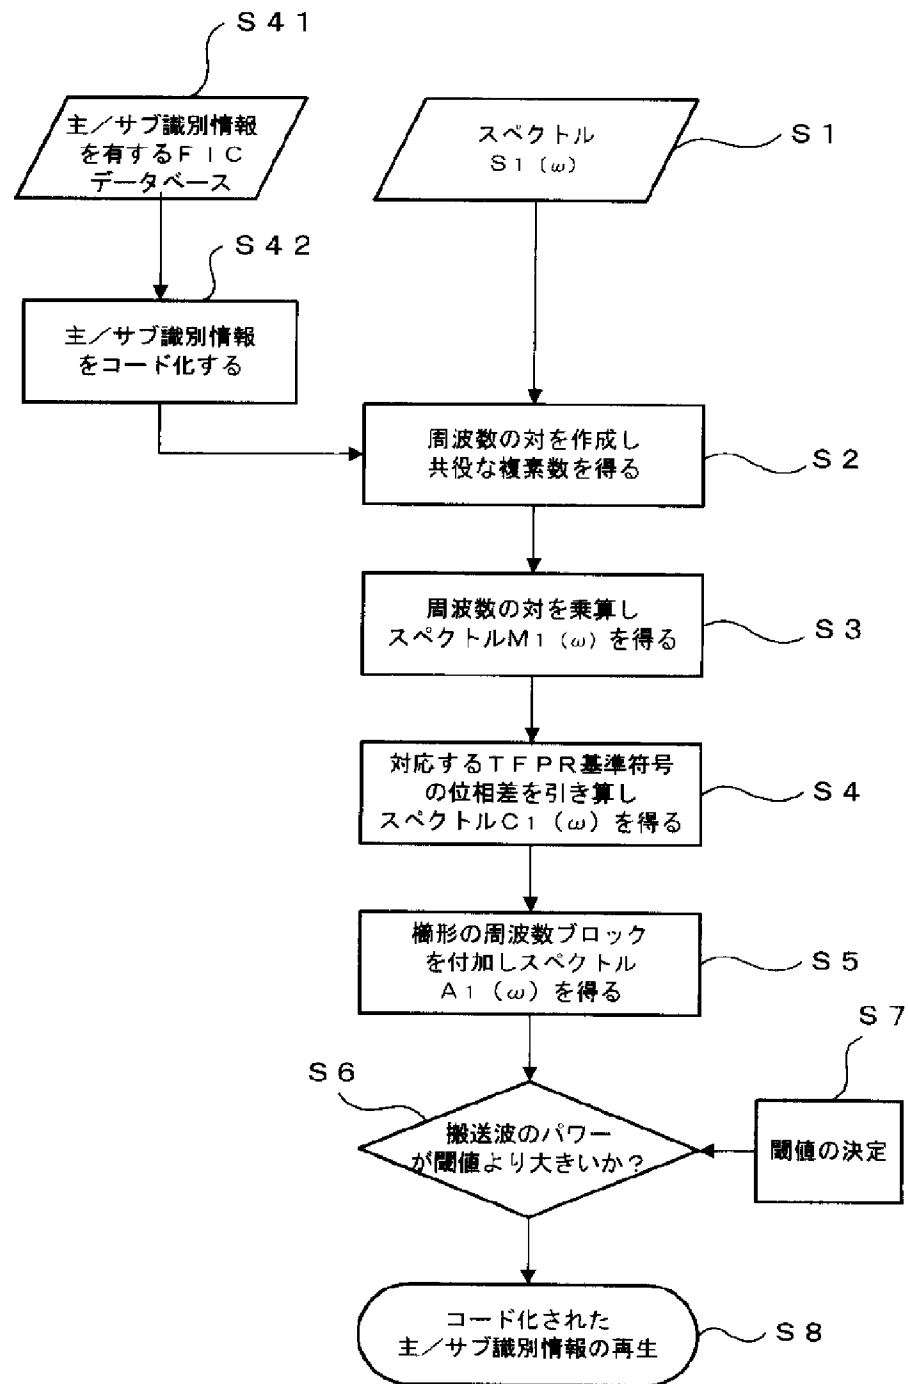 S41
主／サブ識別情報
を有するFIC
データベース
スペクトル
S1（ω）
S1
S42
主／サブ識別情報
をコード化する
周波数の対を作成し
共役な複素数を得る
S2
周波数の対を乗算し
スペクトルM1（ω）を得る
S3
対応するTFPR基準符号
の位相差を引き算し
スペクトルC1（ω）を得る
S4
櫛形の周波数ブロック
を付加しスペクトル
A1（ω）を得る
S5
S7
S6
搬送波のパワー
が閾値より大きいか？
閾値の決定
コード化された
主／サブ識別情報の再生
S8